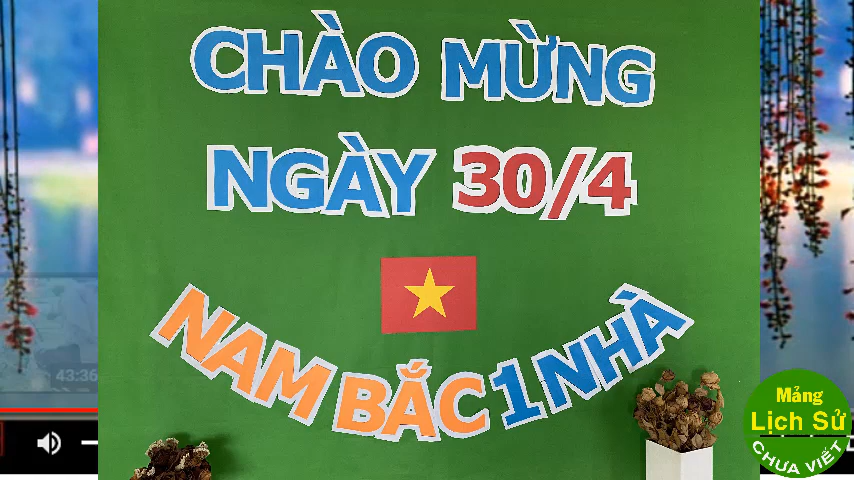 CHÀO MỪNG
NGÀY 30/4
NAM BẮC 1 NHÀ
43:36
Mảng
Lịch Sử
CHƯA VIẾT